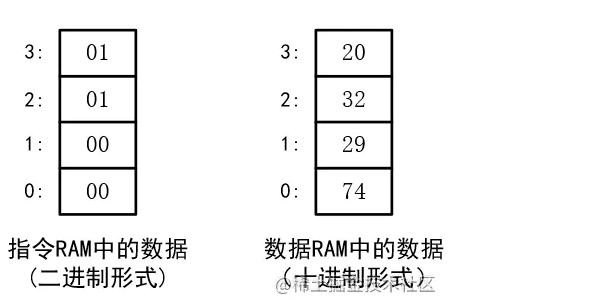 3: 01 3: 20
2: 01 2: 32
1: 00 1: 29
0: 00 0: 74
指令RAM中的数据 数据RAM中的数据
(二进制形式) (十进制形式)
@稀土掘金技术社区